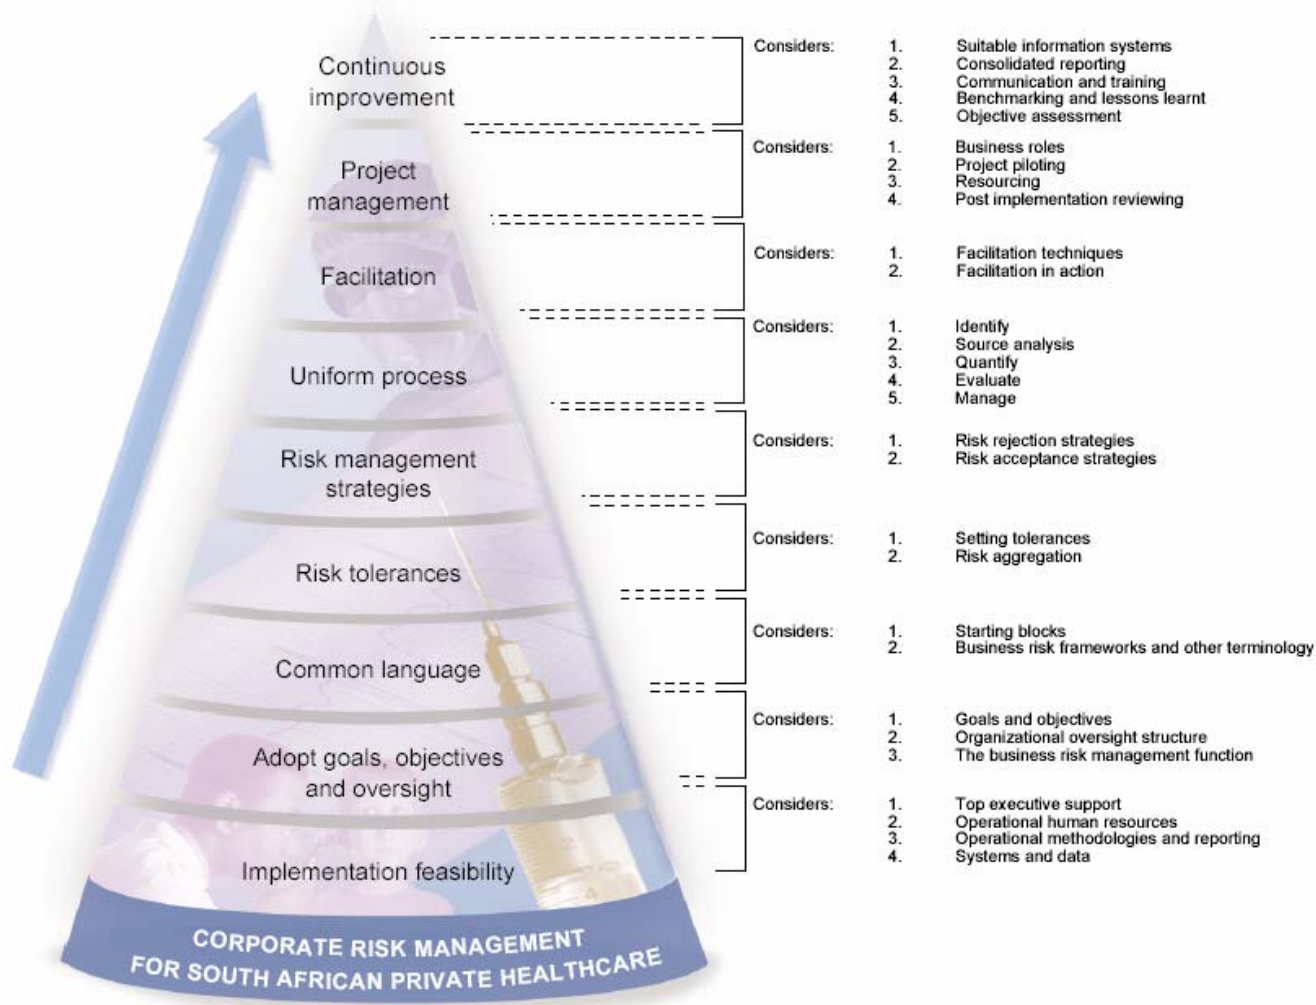 Continuous
improvement
Considers: 1. Suitable information systems
2. Consolidated reporting
3. Communication and training
4. Benchmarking and lessons learnt
5. Objective assessment
Project
management
Considers: 1. Business roles
2. Project piloting
3. Resourcing
4. Post implementation reviewing
Facilitation
Considers: 1. Facilitation techniques
2. Facilitation in action
Uniform process
Considers: 1. Identify
2. Source analysis
3. Quantify
4. Evaluate
5. Manage
Risk management
strategies
Considers: 1. Risk rejection strategies
2. Risk acceptance strategies
Risk tolerances
Considers: 1. Setting tolerances
2. Risk aggregation
Common language
Considers: 1. Starting blocks
2. Business risk frameworks and other terminology
Adopt goals, objectives
and oversight
Considers: 1. Goals and objectives
2. Organizational oversight structure
3. The business risk management function
Implementation feasibility
Considers: 1. Top executive support
2. Operational human resources
3. Operational methodologies and reporting
4. Systems and data
2
4
CORPORATE RISK MANAGEMENT
FOR SOUTH AFRICAN PRIVATE HEALTHCARE